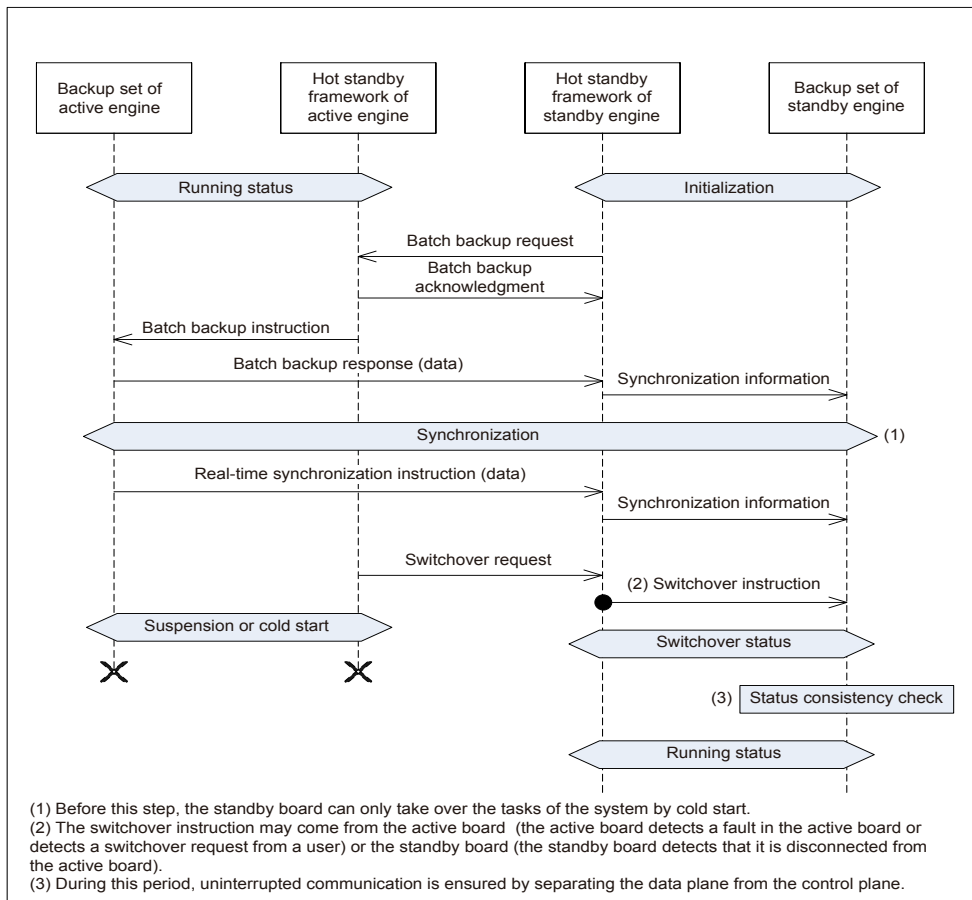 Backup set of
active engine
Hot standby
framework of
active engine
Hot standby
framework of
standby engine
Backup set of
standby engine
Running status
Initialization
Batch backup request
Batch backup
acknowledgment
Batch backup instruction
Batch backup response (data)
Synchronization information
Synchronization
(1)
Real-time synchronization instruction (data)
Synchronization information
Switchover request
(2) Switchover instruction
Suspension or cold start
Switchover status
(3)
Status consistency check
Running status
(1) Before this step, the standby board can only take over the tasks of the system by cold start.
(2) The switchover instruction may come from the active board (the active board detects a fault in the active board or
detects a switchover request from a user) or the standby board (the standby board detects that it is disconnected from
the active board).
(3) During this period, uninterrupted communication is ensured by separating the data plane from the control plane.